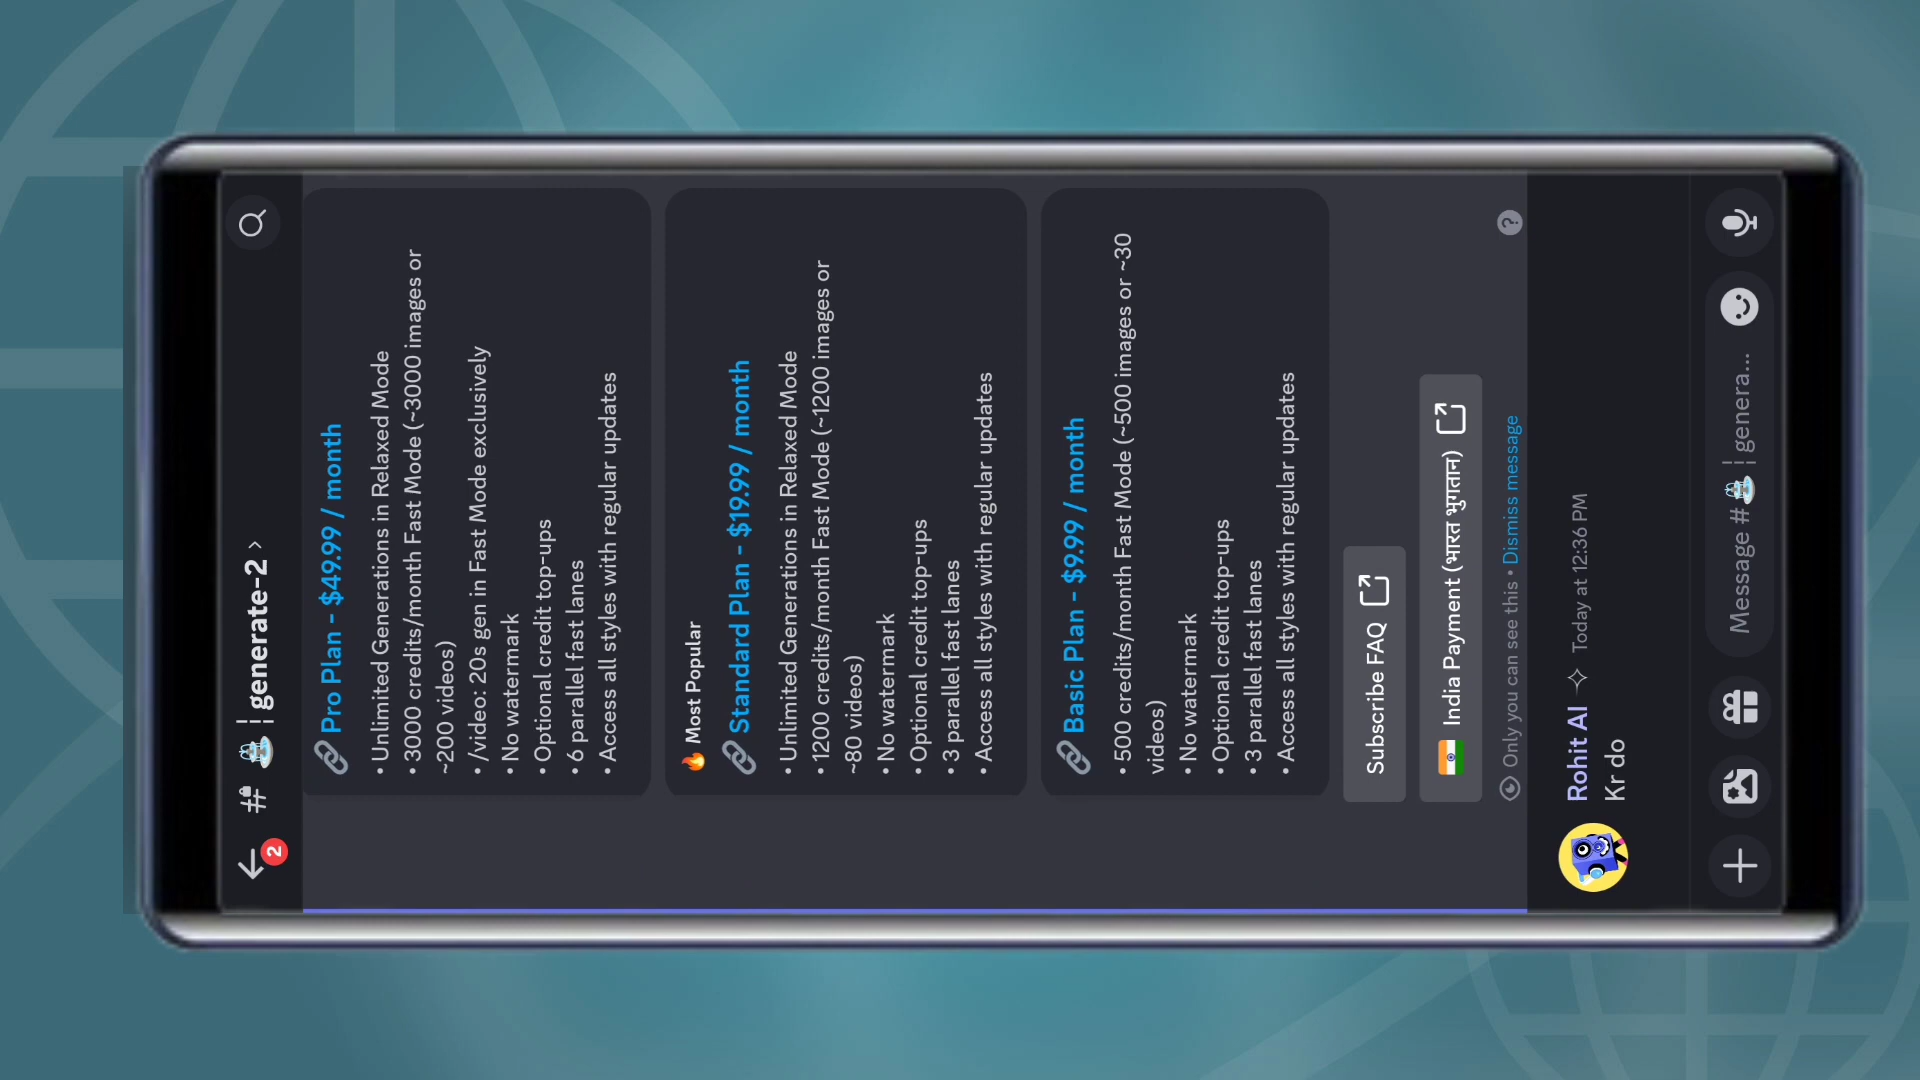 2
# ⛲┆generate-2 >
🔗 Pro Plan - $49.99 / month
• Unlimited Generations in Relaxed Mode
• 3000 credits/month Fast Mode (~3000 images or
~200 videos)
• /video: 20s gen in Fast Mode exclusively
• No watermark
• Optional credit top-ups
• 6 parallel fast lanes
• Access all styles with regular updates
🔥 Most Popular
🔗 Standard Plan - $19.99 / month
• Unlimited Generations in Relaxed Mode
• 1200 credits/month Fast Mode (~1200 images or
~80 videos)
• No watermark
• Optional credit top-ups
• 3 parallel fast lanes
• Access all styles with regular updates
🔗 Basic Plan - $9.99 / month
• 500 credits/month Fast Mode (~500 images or ~30
videos)
• No watermark
• Optional credit top-ups
• 3 parallel fast lanes
• Access all styles with regular updates
Subscribe FAQ
🇮🇳 India Payment (भारत भुगतान)
Only you can see this • Dismiss message
Rohit AI Today at 12:36 PM
Kr do
Message #⛲┆genera...